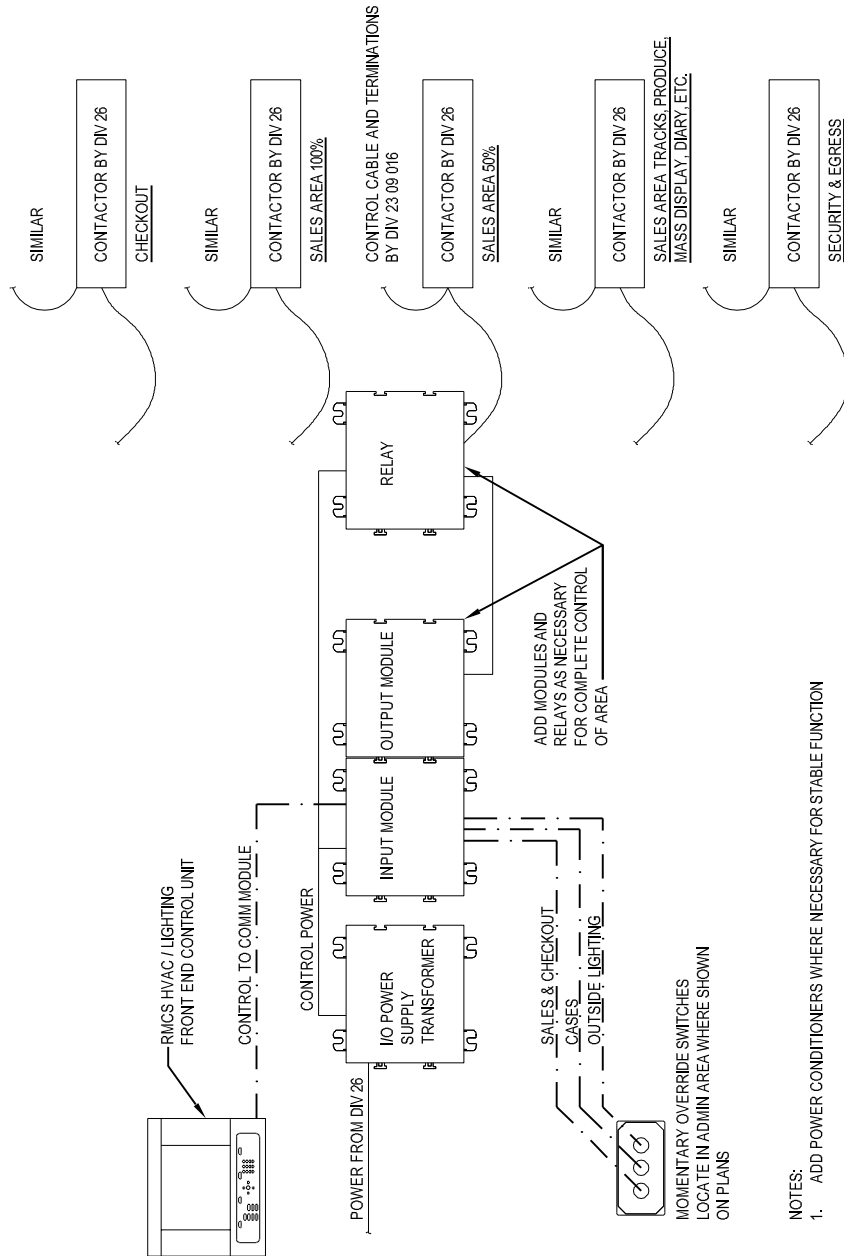 RMCS HVAC / LIGHTING
FRONT END CONTROL UNIT
CONTROL TO COMM MODULE
CONTROL POWER
POWER FROM DIV 26
I/O POWER
SUPPLY
TRANSFORMER
INPUT MODULE
OUTPUT MODULE
RELAY
SALES & CHECKOUT
CASES
OUTSIDE LIGHTING
MOMENTARY OVERRIDE SWITCHES
LOCATE IN ADMIN AREA WHERE SHOWN
ON PLANS
ADD MODULES AND
RELAYS AS NECESSARY
FOR COMPLETE CONTROL
OF AREA
SIMILAR
CONTACTOR BY DIV 26
CHECKOUT
SIMILAR
CONTACTOR BY DIV 26
SALES AREA 100%
CONTROL CABLE AND TERMINATIONS
BY DIV 23 09 016
CONTACTOR BY DIV 26
SALES AREA 50%
SIMILAR
CONTACTOR BY DIV 26
SALES AREA TRACKS, PRODUCE,
MASS DISPLAY, DIARY, ETC.
SIMILAR
CONTACTOR BY DIV 26
SECURITY & EGRESS
NOTES:
1. ADD POWER CONDITIONERS WHERE NECESSARY FOR STABLE FUNCTION